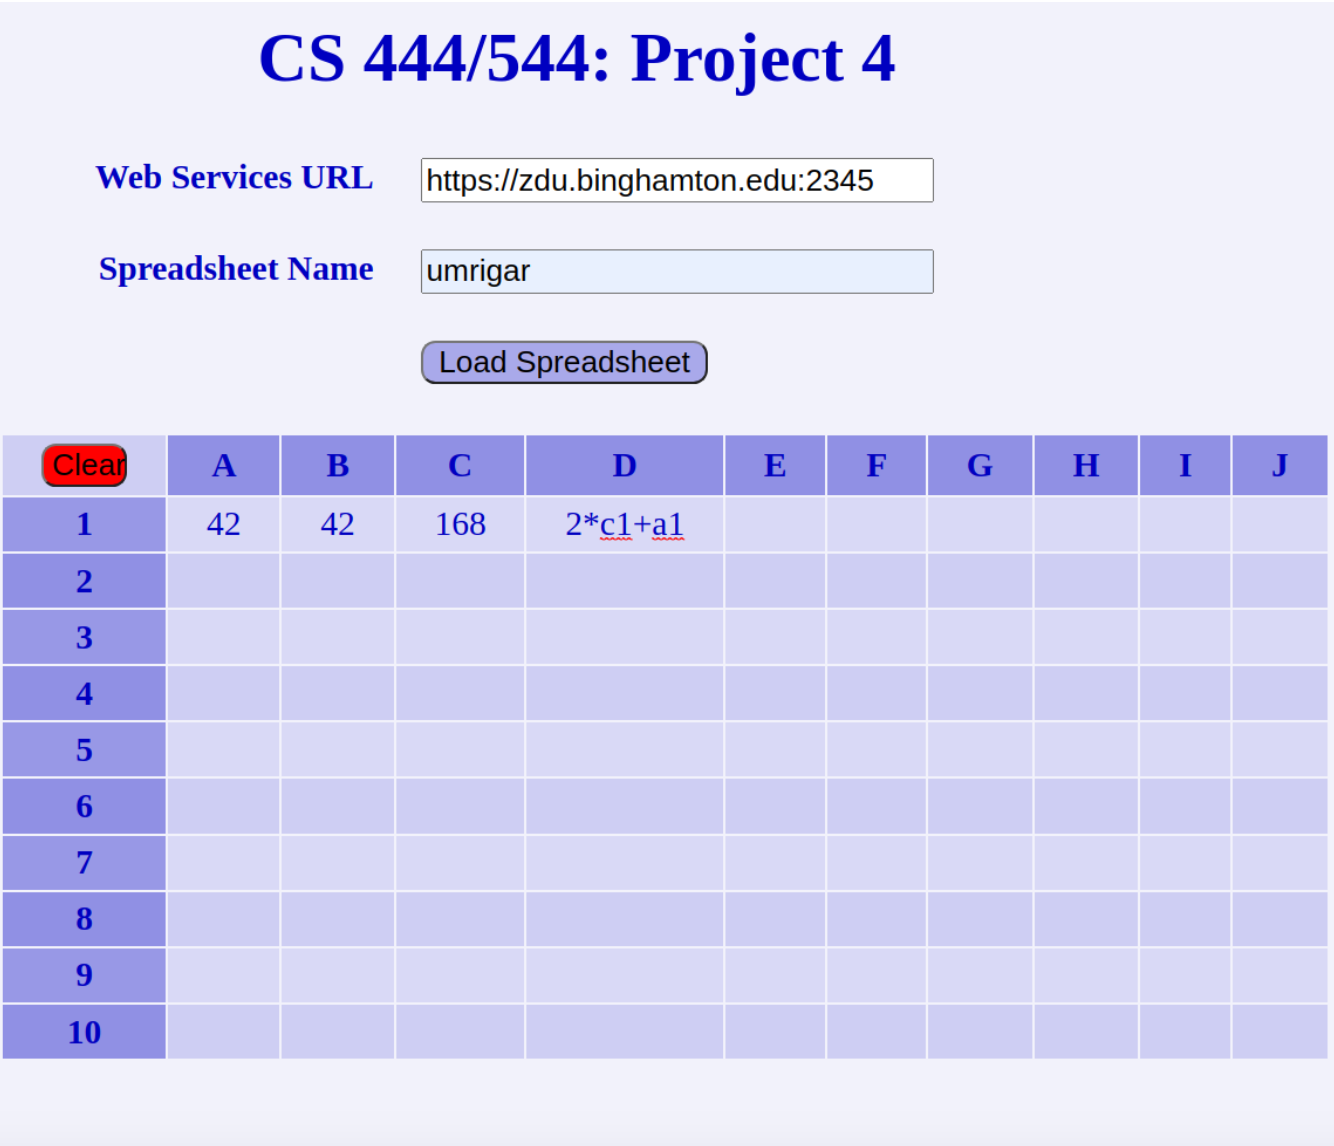 CS 444/544: Project 4
Web Services URL https://zdu.binghamton.edu:2345
Spreadsheet Name umrigar
Load Spreadsheet
Clear A B C D E F G H I J
1 42 42 168 2*c1+a1
2
3
4
5
6
7
8
9
10